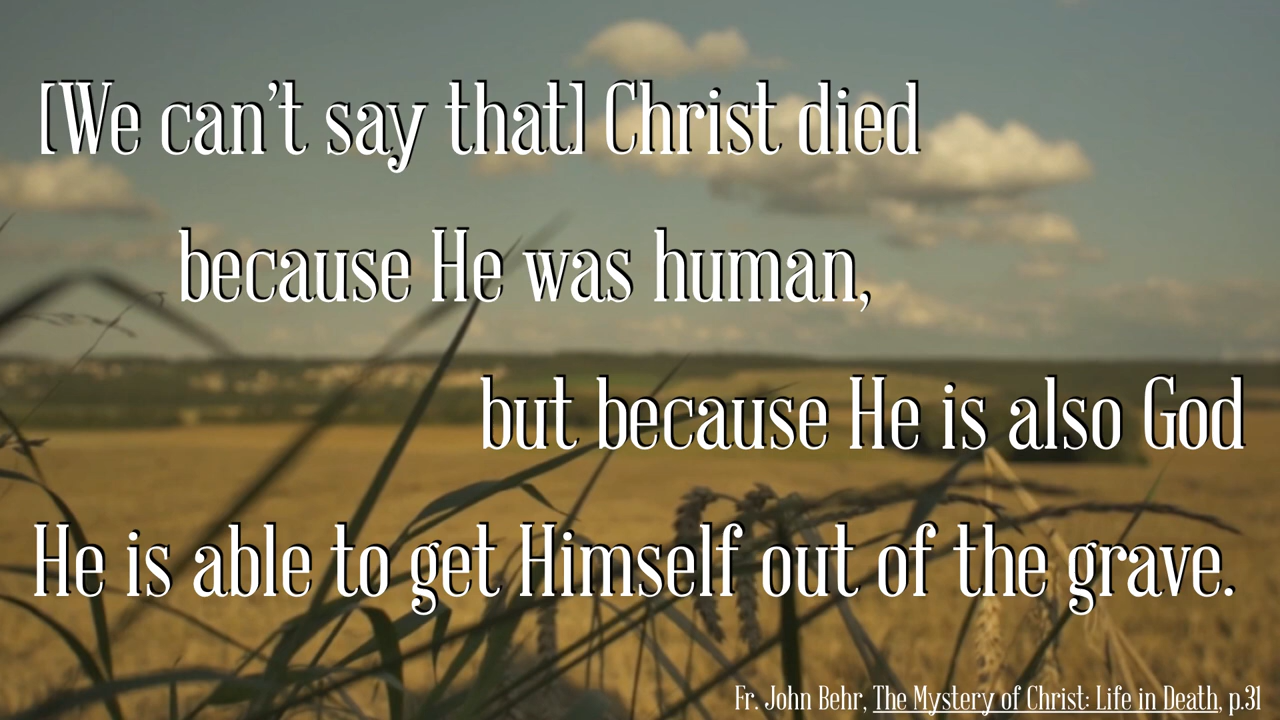 [We can't say that] Christ died
because He was human,
but because He is also God
He is able to get Himself out of the grave.
Fr. John Behr, The Mystery of Christ: Life in Death, p.31